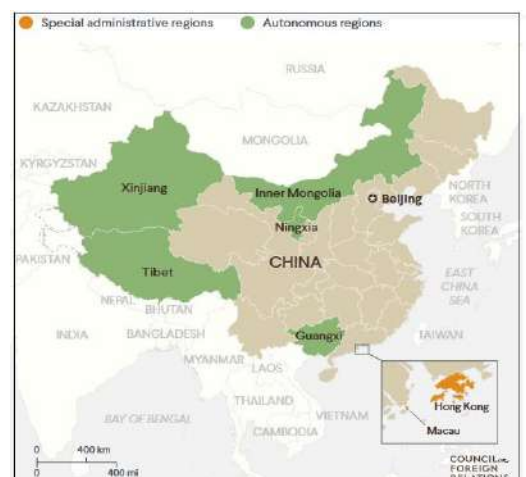 Special administrative regions
Autonomous regions
RUSSIA
KAZAKHSTAN
MONGOLIA
KYRGYZSTAN
Xinjiang
Inner Mongolia
Beijing
NORTH
KOREA
Ningxia
SOUTH
KOREA
PAKISTAN
CHINA
Tibet
EAST
CHINA
SEA
NEPAL
BHUTAN
Guangxi
INDIA
BANGLADESH
TAIWAN
MYANMAR
LAOS
Hong Kong
THAILAND
BAY OF BENGAL
VIETNAM
Macau
CAMBODIA
0
400 km
0
400 mi
COUNCIL
FOREIGN
RELATIONS